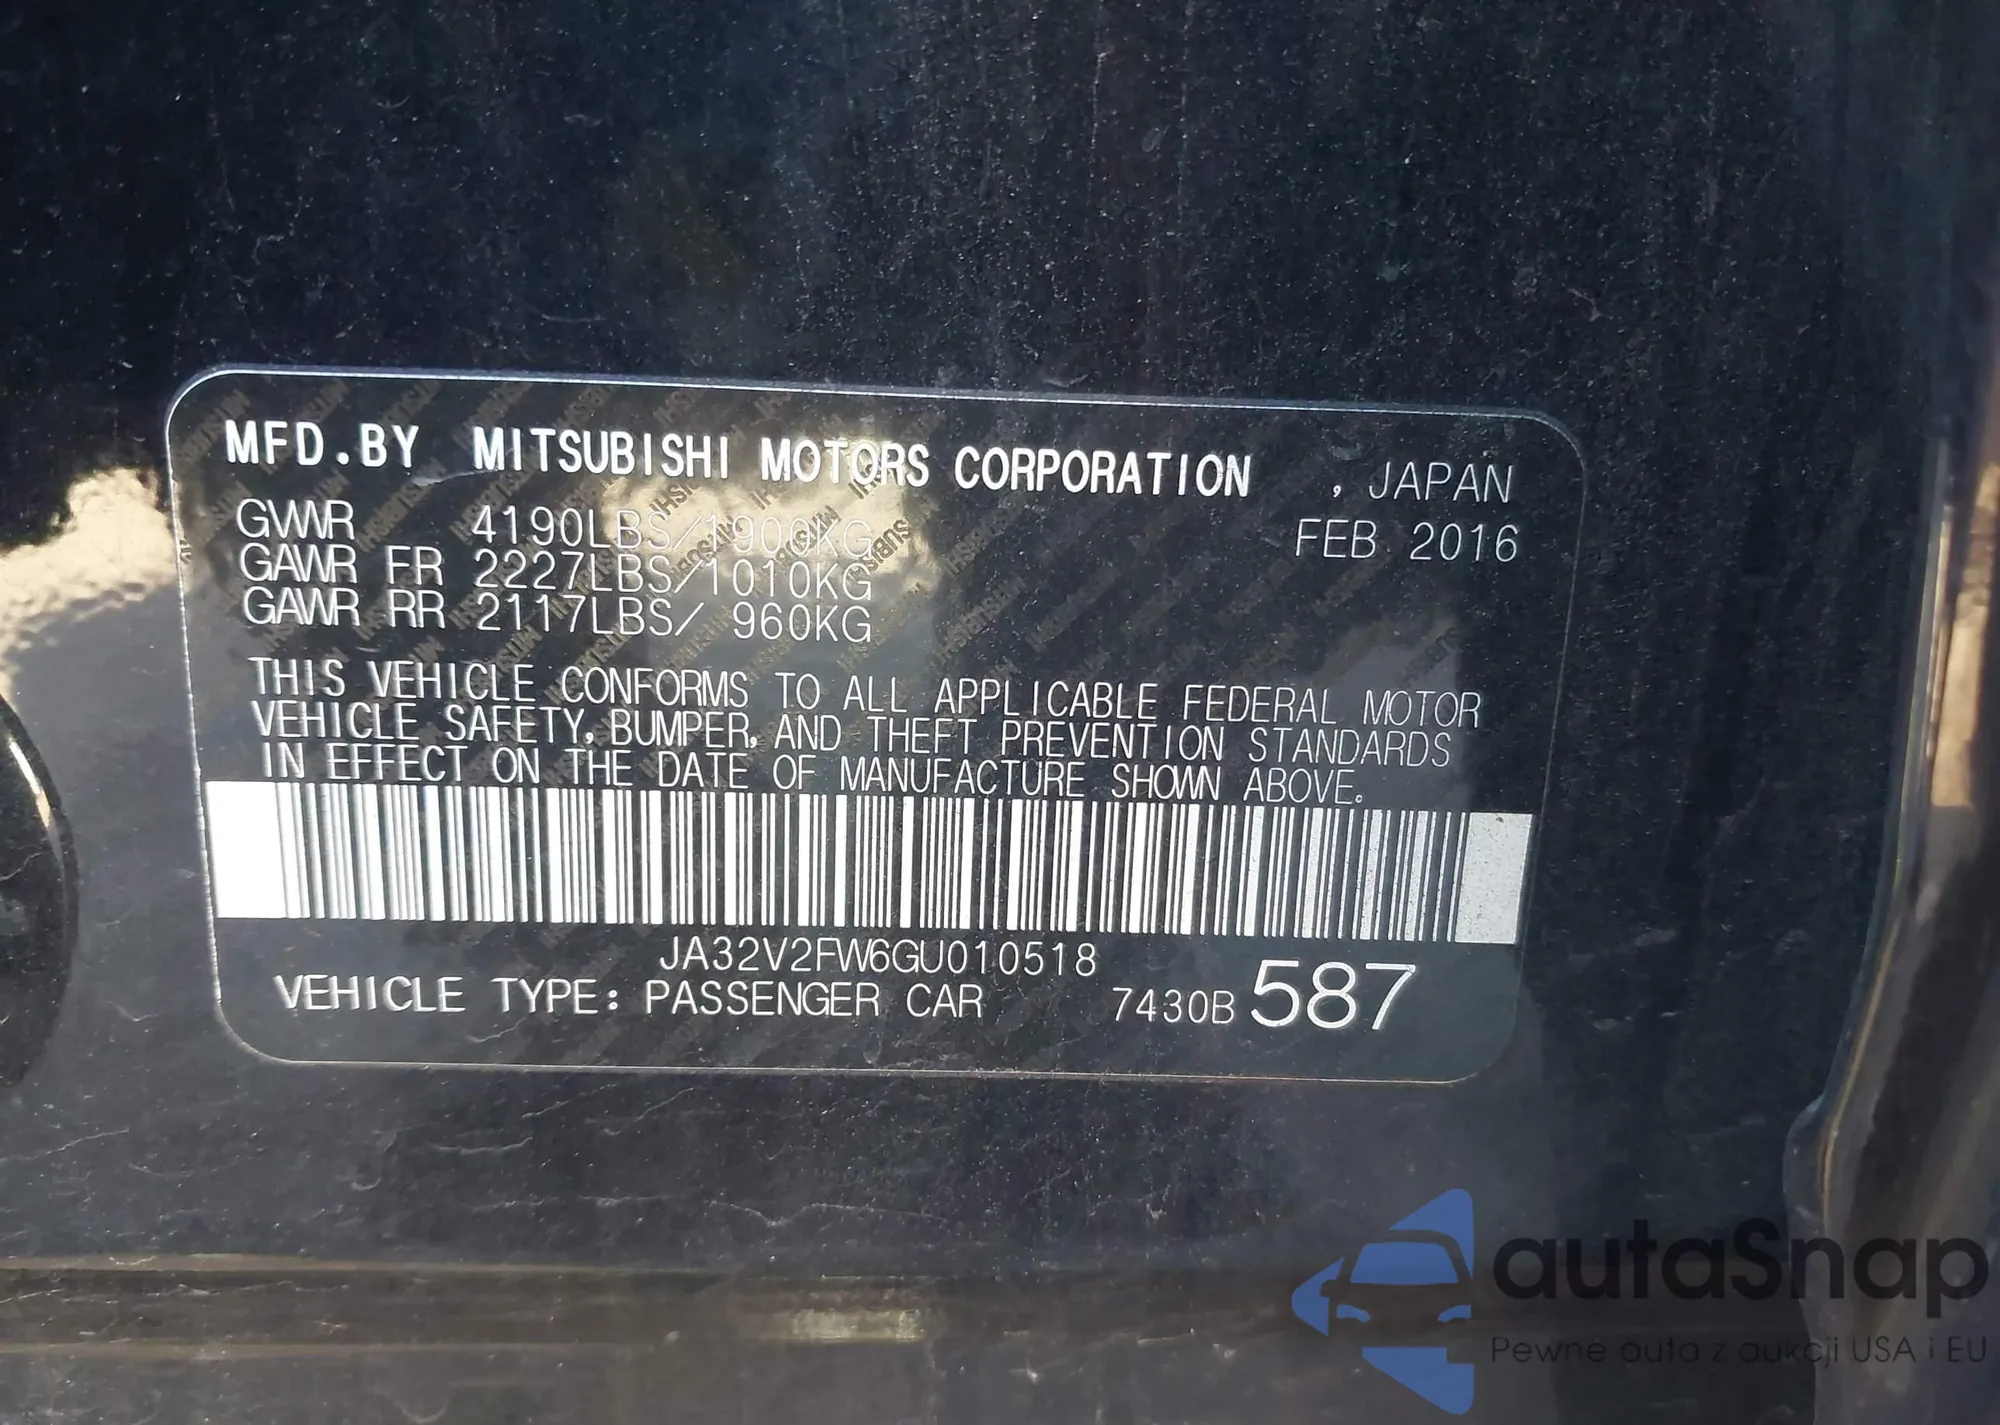 MFD.BY MITSUBISHI MOTORS CORPORATION , JAPAN
GVWR 4190LBS/1900KG FEB 2016
GAWR FR 2227LBS/1010KG
GAWR RR 2117LBS/ 960KG
THIS VEHICLE CONFORMS TO ALL APPLICABLE FEDERAL MOTOR
VEHICLE SAFETY, BUMPER, AND THEFT PREVENTION STANDARDS
IN EFFECT ON THE DATE OF MANUFACTURE SHOWN ABOVE.
JA32V2FW6GU010518
VEHICLE TYPE: PASSENGER CAR 7430B 587
autaSnap
Pewne auta z aukcji USA i EU